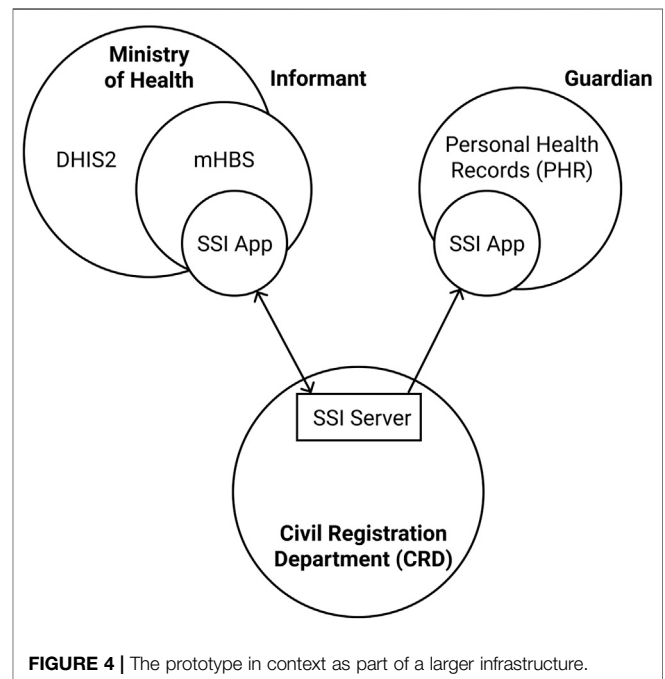 Ministry
of Health
Informant
Guardian
DHIS2
mHBS
Personal Health
Records (PHR)
SSI App
SSI App
SSI Server
Civil Registration
Department (CRD)
FIGURE 4 | The prototype in context as part of a larger infrastructure.